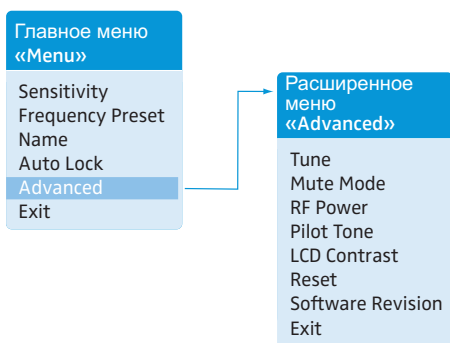 Главное меню
«Menu»
Sensitivity
Frequency Preset
Name
Auto Lock
Advanced
Exit
Расширенное
меню
«Advanced»
Tune
Mute Mode
RF Power
Pilot Tone
LCD Contrast
Reset
Software Revision
Exit